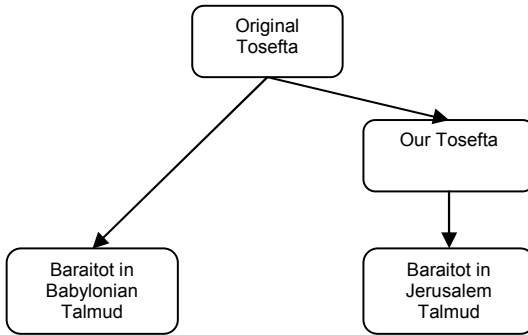 Original
Tosefta
Our Tosefta
Baraitot in
Babylonian
Talmud
Baraitot in
Jerusalem
Talmud